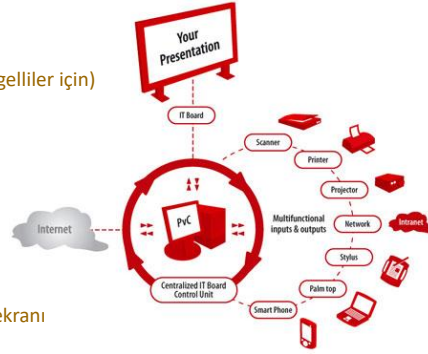 Your
Presentation
gelliler için)
IT Board
Scanner
Printer
Projector
PvC
Multifunctional
inputs & outputs
Network
Intranet
Internet
Stylus
Centralized IT Board
Control Unit
Palm top
Smart Phone
ekranı